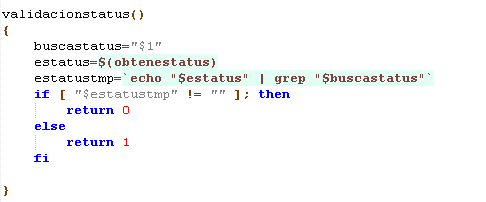 validacionstatus()
{
    buscastatus="$1"
    estatus=$(obtenestatus)
    estatustmp=`echo "$estatus" | grep "$buscastatus"`
    if [ "$estatustmp" != "" ]; then
        return 0
    else
        return 1
    fi
}